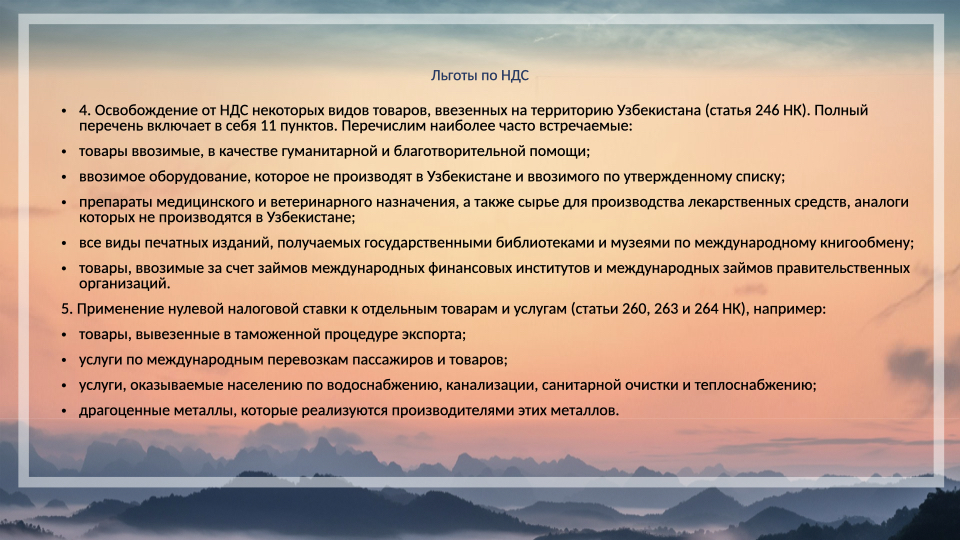 Льготы по НДС
• 4. Освобождение от НДС некоторых видов товаров, ввезенных на территорию Узбекистана (статья 246 НК). Полный
перечень включает в себя 11 пунктов. Перечислим наиболее часто встречаемые:
• товары ввозимые, в качестве гуманитарной и благотворительной помощи;
• ввозимое оборудование, которое не производят в Узбекистане и ввозимого по утвержденному списку;
• препараты медицинского и ветеринарного назначения, а также сырье для производства лекарственных средств, аналоги
которых не производятся в Узбекистане;
• все виды печатных изданий, получаемых государственными библиотеками и музеями по международному книгообмену;
• товары, ввозимые за счет займов международных финансовых институтов и международных займов правительственных
организаций.
5. Применение нулевой налоговой ставки к отдельным товарам и услугам (статьи 260, 263 и 264 НК), например:
• товары, вывезенные в таможенной процедуре экспорта;
• услуги по международным перевозкам пассажиров и товаров;
• услуги, оказываемые населению по водоснабжению, канализации, санитарной очистки и теплоснабжению;
• драгоценные металлы, которые реализуются производителями этих металлов.